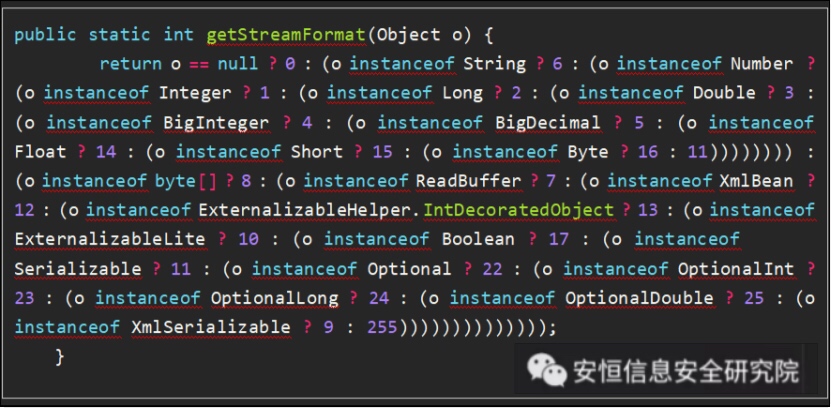 public static int getStreamFormat(Object o) {
return o == null ? 0 : (o instanceof String ? 6 : (o instanceof Number ?
(o instanceof Integer ? 1 : (o instanceof Long ? 2 : (o instanceof Double ? 3 :
(o instanceof BigInteger ? 4 : (o instanceof BigDecimal ? 5 : (o instanceof
Float ? 14 : (o instanceof Short ? 15 : (o instanceof Byte ? 16 : 11)))))))) :
(o instanceof byte[] ? 8 : (o instanceof ReadBuffer ? 7 : (o instanceof XmlBean ?
12 : (o instanceof ExternalizableHelper.IntDecoratedObject ? 13 : (o instanceof
ExternalizableLite ? 10 : (o instanceof Boolean ? 17 : (o instanceof
Serializable ? 11 : (o instanceof Optional ? 22 : (o instanceof OptionalInt ?
23 : (o instanceof OptionalLong ? 24 : (o instanceof OptionalDouble ? 25 : (o
instanceof XmlSerializable ? 9 : 255))))))))))))));
}
安恒信息安全研究院